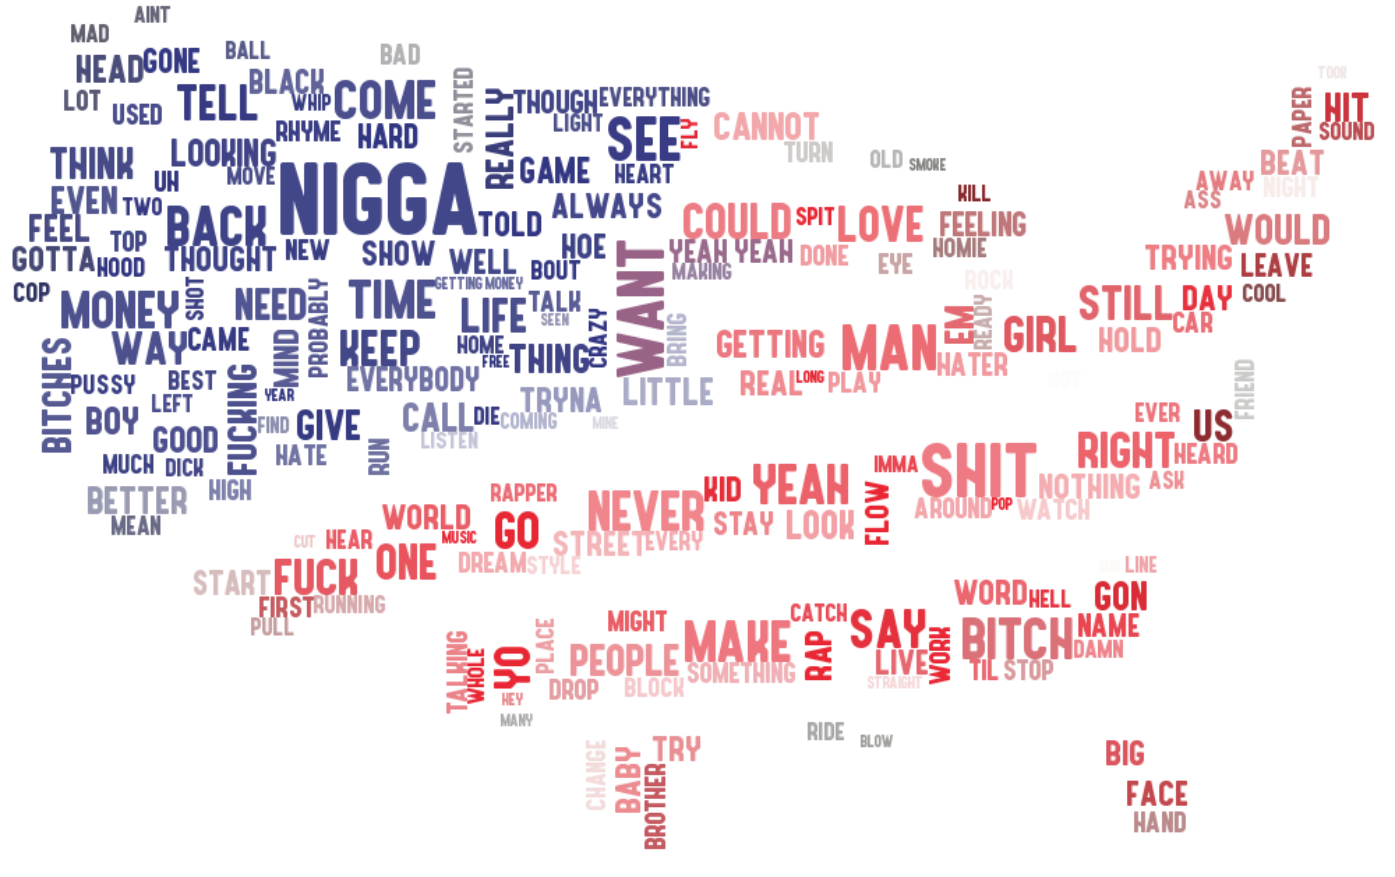 AINT
MAD
HEAD
GONE
BALL
BAD
LOT
USED
TELL
BLACK
WHIP
COME
STARTED
REALLY
THOUGH
EVERYTHING
LIGHT
RHYME
HARD
SEE
FLY
CANNOT
TURN
OLD
SMOKE
TOOK
PAPER
HIT
SOUND
THINK
LOOKING
MOVE
UH
NIGGA
GAME
HEART
BEAT
NIGHT
AWAY
ASS
EVEN
TWO
FEEL
BACK
TOLD
ALWAYS
COULD
SPIT
LOVE
KILL
FEELING
HOMIE
WOULD
GOTTA
TOP
HOOD
THOUGHT
NEW
SHOW
WELL
HOE
BOUT
WANT
YEAH YEAH
MAKING
DONE
EYE
ROCK
TRYING
LEAVE
COP
MONEY
SHOT
NEED
PROBABLY
TIME
GETTING MONEY
LIFE
TALK
SEEN
CRAZY
BRING
STILL
DAY
COOL
CAR
HOLD
WAY
CAME
MIND
KEEP
HOME
FREE
THING
GETTING
MAN
EM
READY
GIRL
HATER
BITCHES
PUSSY
BEST
LEFT
FUCKING
YEAR
EVERYBODY
TRYNA
LITTLE
REAL
LONG
PLAY
FRIEND
BOY
GOOD
FIND
GIVE
CALL
DIE
COMING
MINE
LISTEN
EVER
US
MUCH
DICK
HATE
RUN
HIGH
SHIT
RIGHT
HEARD
BETTER
MEAN
RAPPER
NEVER
KID
YEAH
IMMA
FLOW
AROUND
POP
NOTHING
WATCH
ASK
WORLD
MUSIC
GO
STREET
EVERY
STAY
LOOK
CUT
HEAR
ONE
DREAM
STYLE
START
FUCK
FIRST
RUNNING
PULL
LINE
WORD
HELL
GON
TALKING
WHOLE
YO
HEY
MANY
PLACE
MIGHT
PEOPLE
MAKE
SOMETHING
DROP
BLOCK
CATCH
RAP
SAY
LIVE
STRAIGHT
WORK
BITCH
NAME
DAMN
TIL
STOP
RIDE
BLOW
CHANGE
BABY
TRY
BROTHER
BIG
FACE
HAND